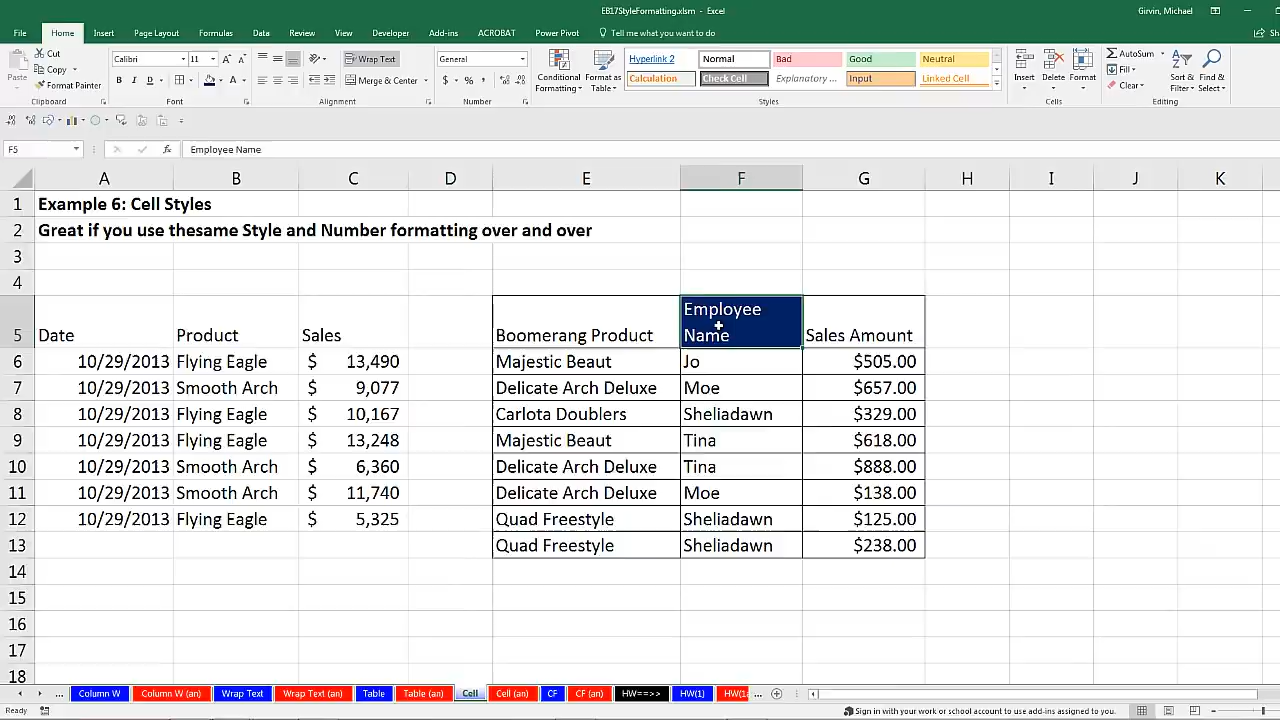 EB17StyleFormatting.xlsm - Excel
Girvin, Michael
File Home Insert Page Layout Formulas Data Review View Developer Add-ins ACROBAT Power Pivot Tell me what you want to do
Paste
Cut
Copy
Format Painter
Clipboard
Calibri 11
B I D A
Font
Wrap Text
Merge & Center
Alignment
General
$ % ,
Number
Conditional Formatting
Format as Table
Hyperlink 2 Normal Bad Good Neutral
Calculation Check Cell Explanatory ... Input Linked Cell
Styles
Insert Delete Format
Cells
AutoSum
Fill
Clear
Sort & Filter
Find & Select
Editing
F5 fx Employee Name
A B C D E F G H I J K
1 Example 6: Cell Styles
2 Great if you use thesame Style and Number formatting over and over
3
4
5 Date Product Sales Boomerang Product Employee Name Sales Amount
6 10/29/2013 Flying Eagle $ 13,490 Majestic Beaut Jo $505.00
7 10/29/2013 Smooth Arch $ 9,077 Delicate Arch Deluxe Moe $657.00
8 10/29/2013 Flying Eagle $ 10,167 Carlota Doublers Sheliadawn $329.00
9 10/29/2013 Flying Eagle $ 13,248 Majestic Beaut Tina $618.00
10 10/29/2013 Smooth Arch $ 6,360 Delicate Arch Deluxe Tina $888.00
11 10/29/2013 Smooth Arch $ 11,740 Delicate Arch Deluxe Moe $138.00
12 10/29/2013 Flying Eagle $ 5,325 Quad Freestyle Sheliadawn $125.00
13 Quad Freestyle Sheliadawn $238.00
14
15
16
17
18
... Column W Column W (an) Wrap Text Wrap Text (an) Table Table (an) Cell Cell (an) CF CF (an) HW==>> HW(1) HW(1 ...
Ready
Sign in with your work or school account to use add-ins assigned to you.